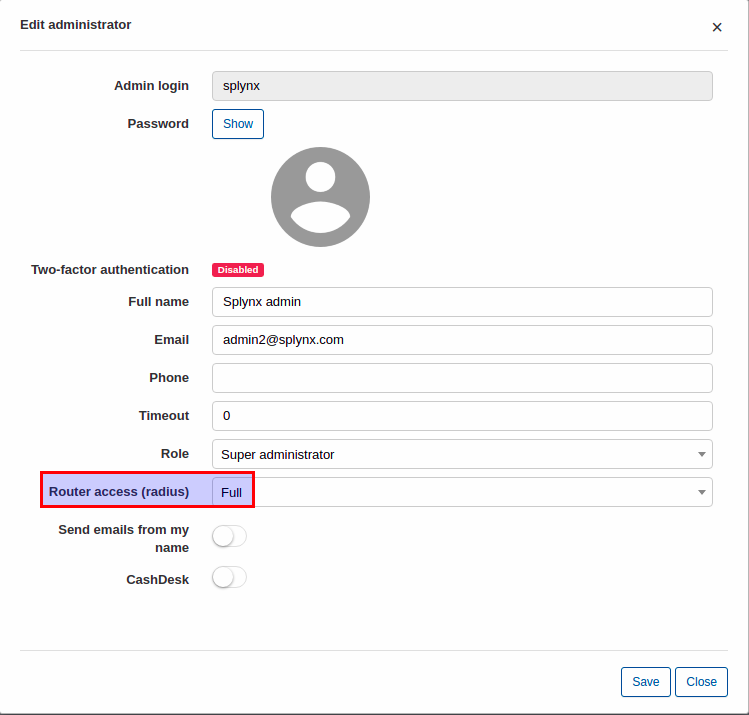 Edit administrator ×
Admin login splynx
Password Show
Two-factor authentication Disabled
Full name Splynx admin
Email admin2@splynx.com
Phone
Timeout 0
Role Super administrator
Router access (radius) Full
Send emails from my
name
CashDesk
Save Close